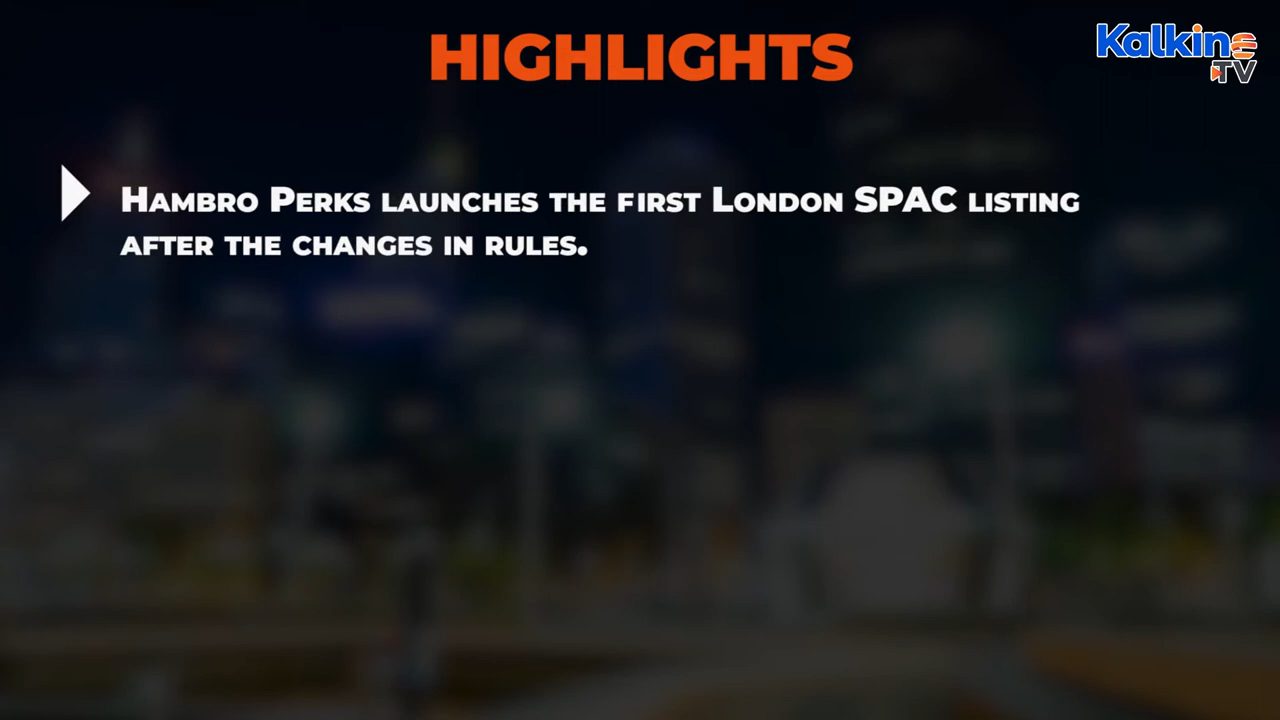 HIGHLIGHTS
Kalkine
TV
Hambro Perks launches the first London SPAC listing
after the changes in rules.